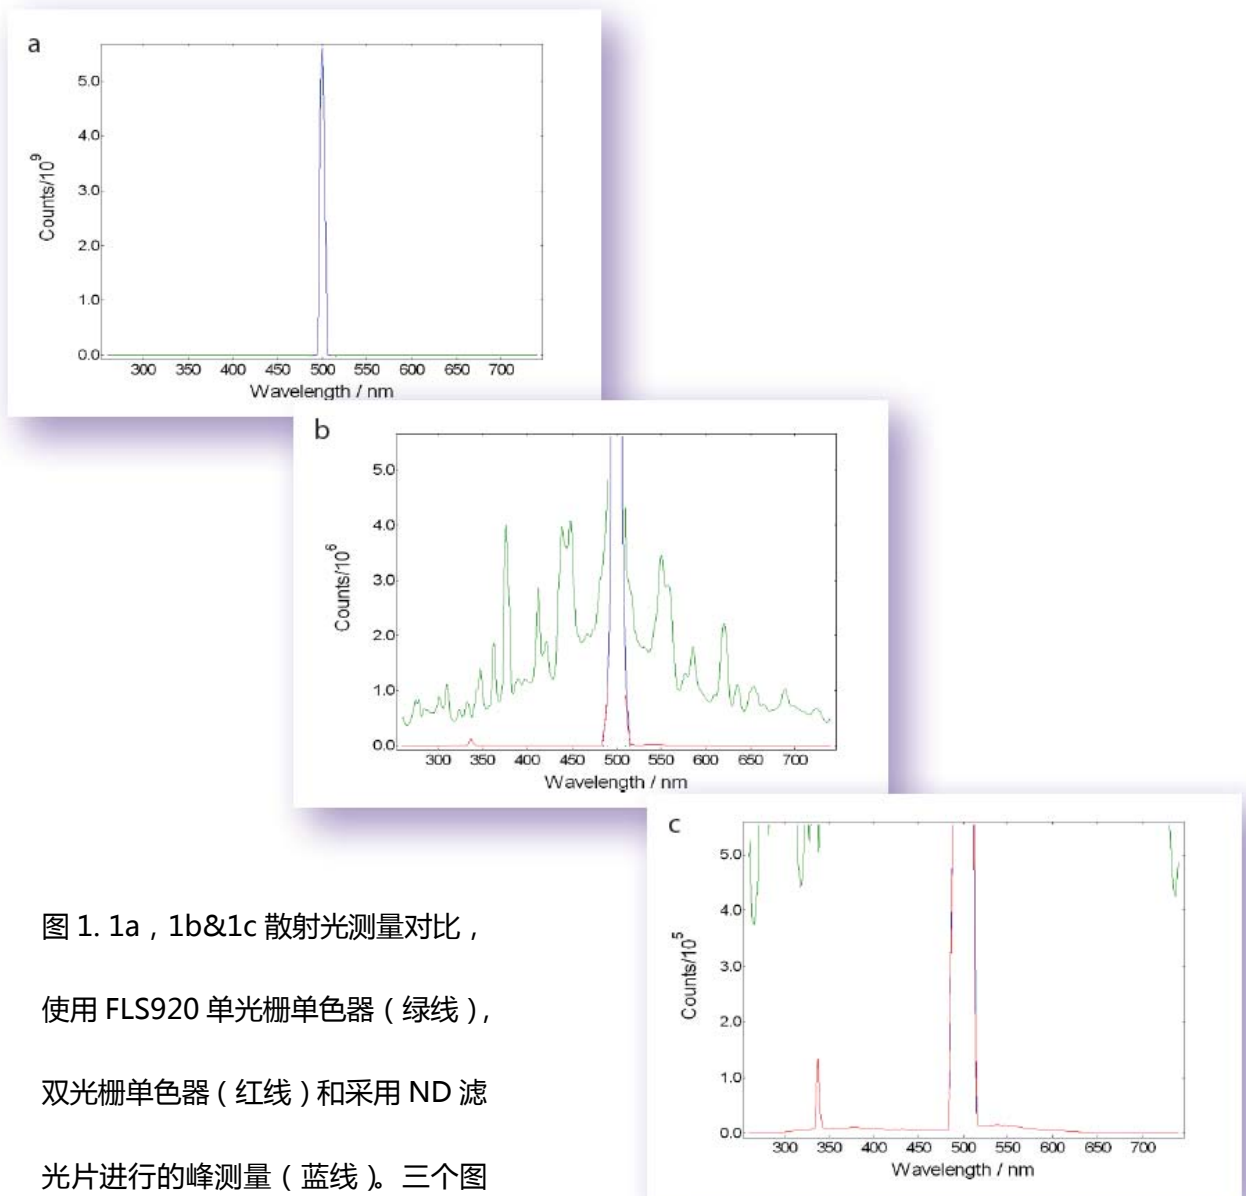 a
5.0
4.0
3.0
2.0
1.0
0.0
Counts/10⁹
300 350 400 450 500 550 600 650 700
Wavelength / nm
b
5.0
4.0
3.0
2.0
1.0
0.0
Counts/10⁶
300 350 400 450 500 550 600 650 700
Wavelength / nm
c
5.0
4.0
3.0
2.0
1.0
0.0
Counts/10⁵
300 350 400 450 500 550 600 650 700
Wavelength / nm
图 1. 1a，1b&1c 散射光测量对比，
使用 FLS920 单光栅单色器（绿线），
双光栅单色器（红线）和采用 ND 滤
光片进行的峰测量（蓝线）。三个图